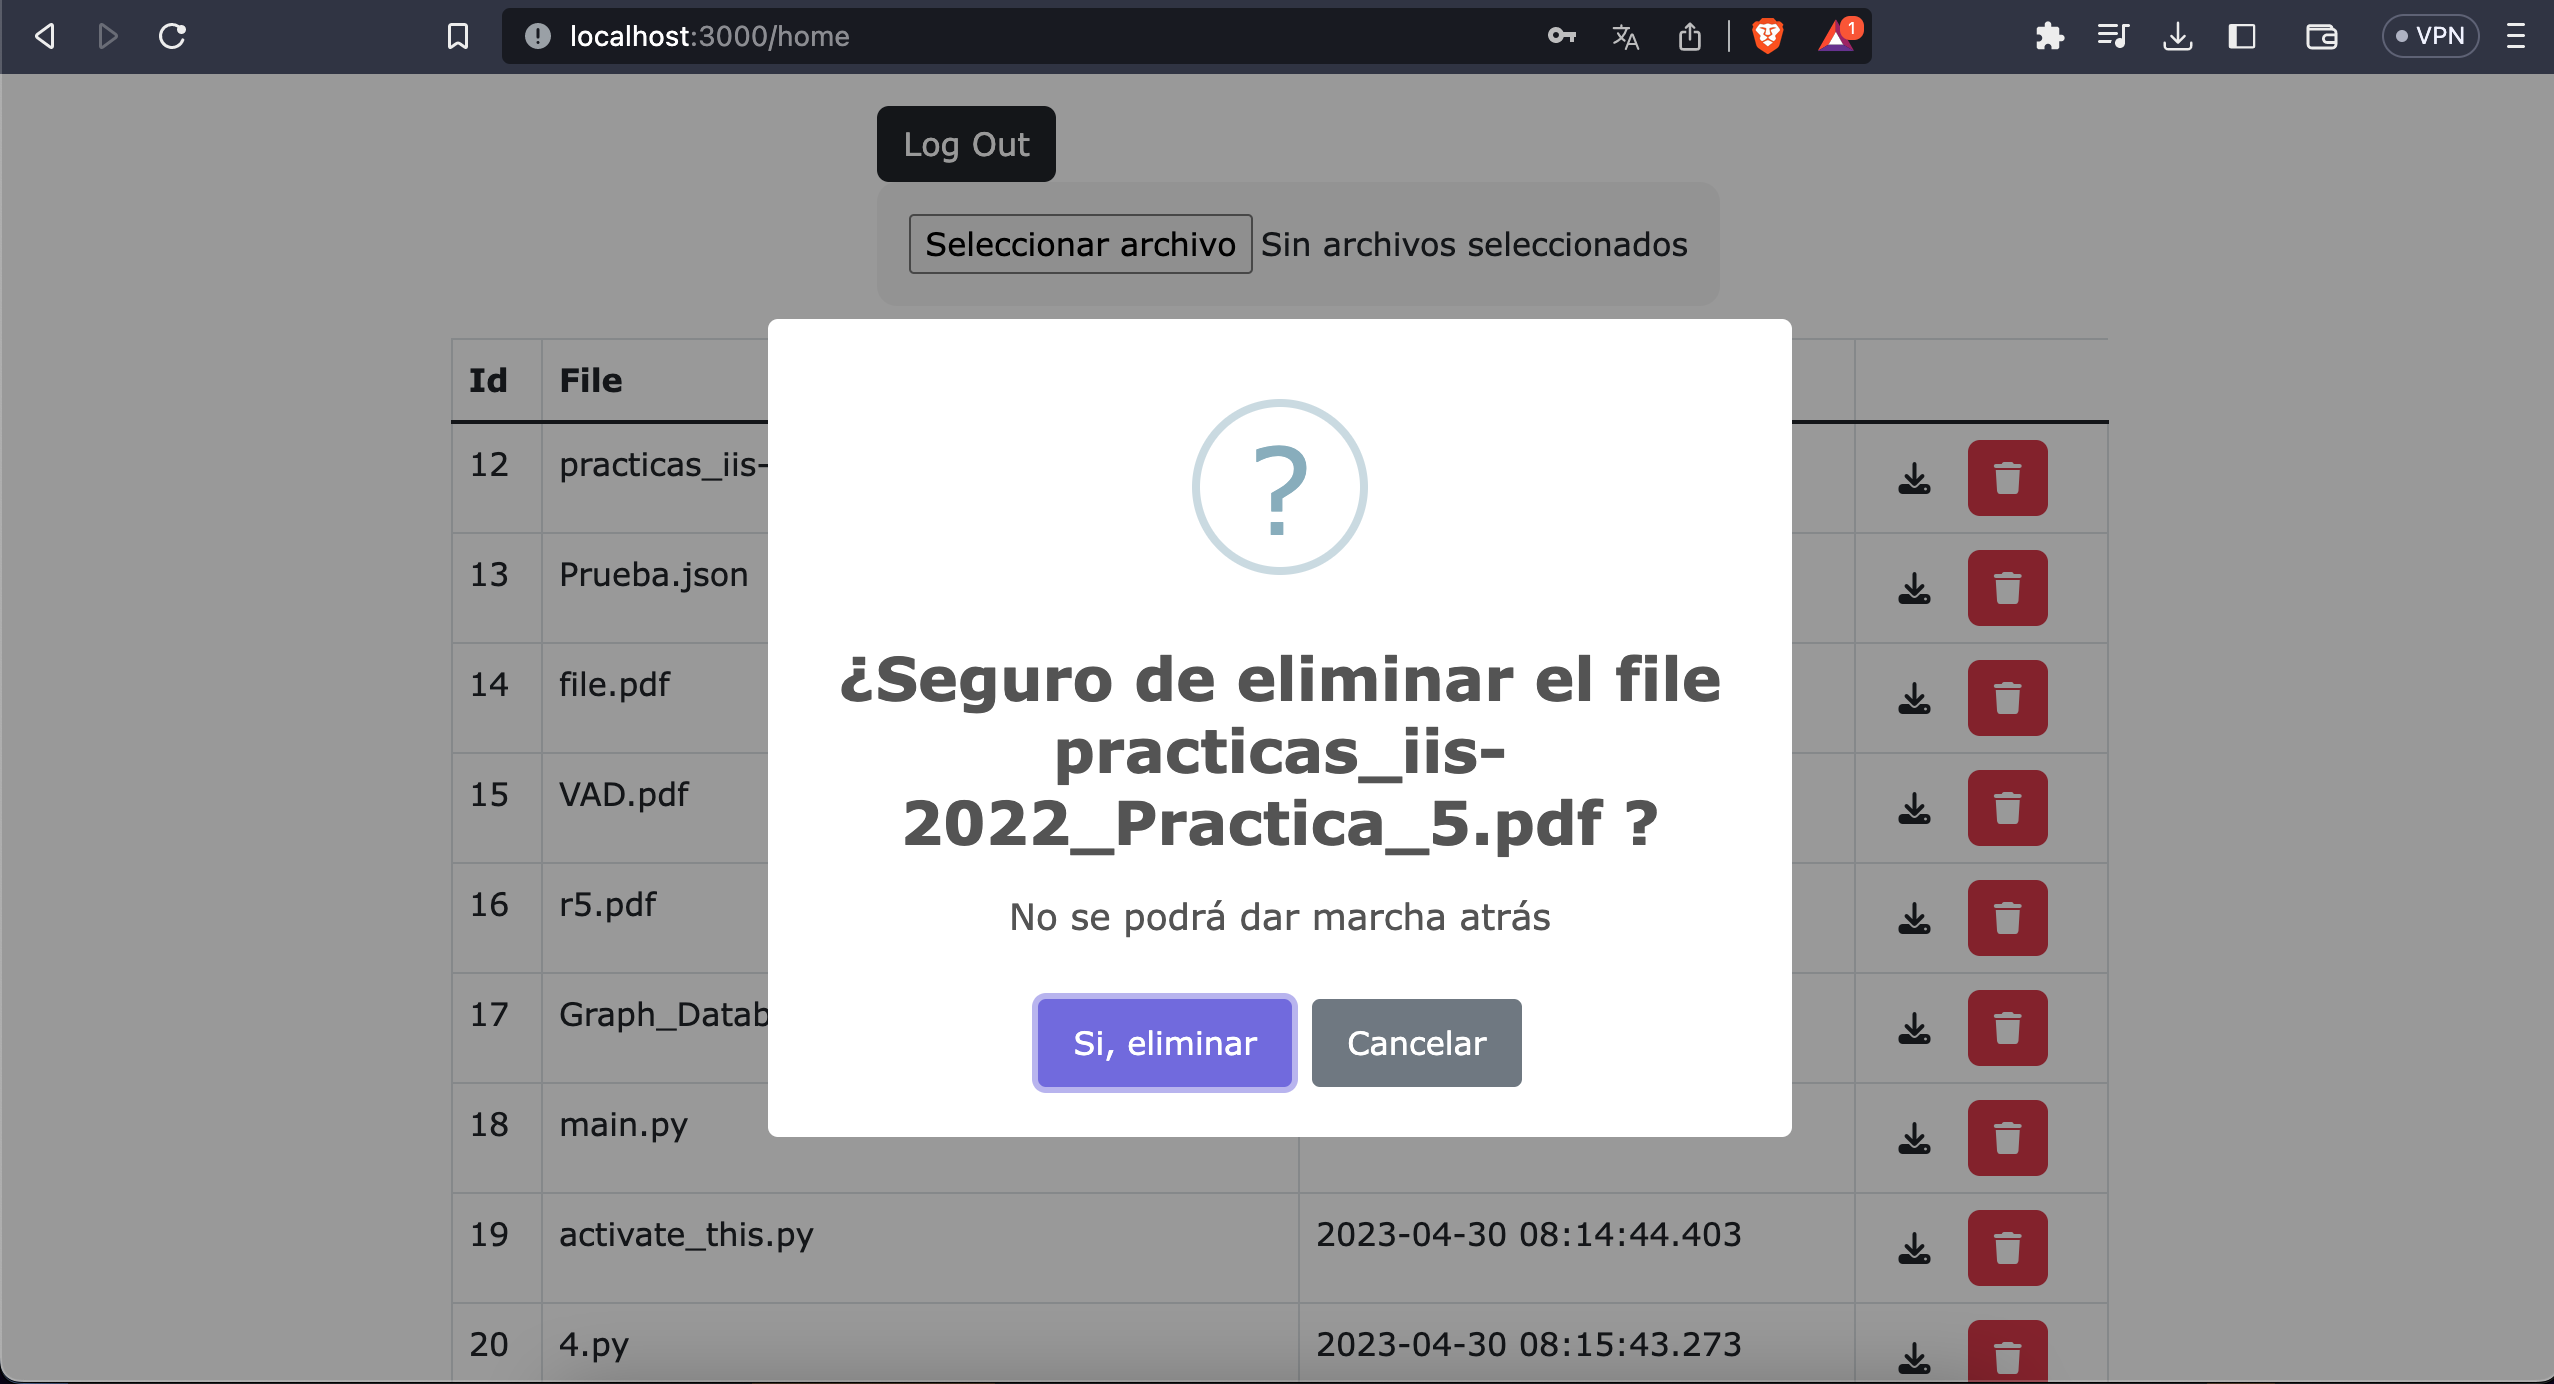 localhost:3000/home
1
VPN
Log Out
Seleccionar archivo Sin archivos seleccionados
Id File
12 practicas_iis-
13 Prueba.json
14 file.pdf
15 VAD.pdf
16 r5.pdf
17 Graph_Datab
18 main.py
19 activate_this.py 2023-04-30 08:14:44.403
20 4.py 2023-04-30 08:15:43.273
?
¿Seguro de eliminar el file
practicas_iis-
2022_Practica_5.pdf ?
No se podrá dar marcha atrás
Si, eliminar Cancelar